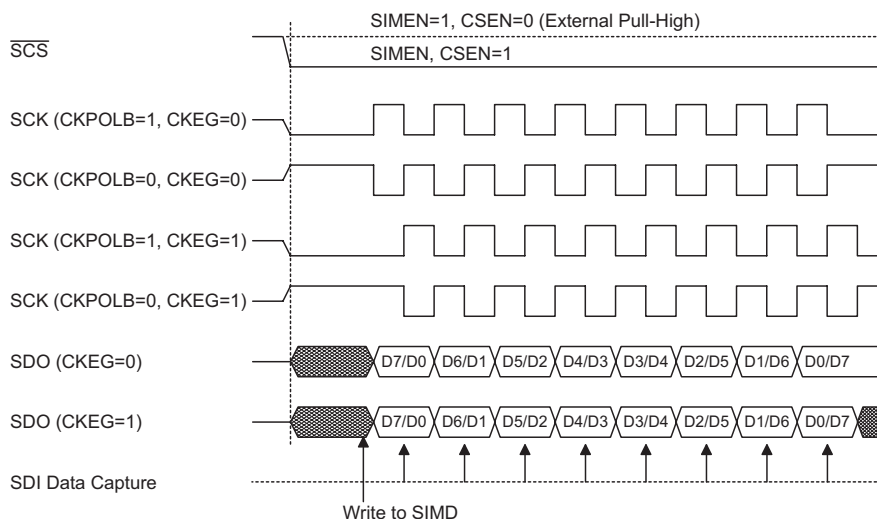 SIMEN=1, CSEN=0 (External Pull-High)
SCS
SIMEN, CSEN=1
SCK (CKPOLB=1, CKEG=0)
SCK (CKPOLB=0, CKEG=0)
SCK (CKPOLB=1, CKEG=1)
SCK (CKPOLB=0, CKEG=1)
SDO (CKEG=0) D7/D0 D6/D1 D5/D2 D4/D3 D3/D4 D2/D5 D1/D6 D0/D7
SDO (CKEG=1) D7/D0 D6/D1 D5/D2 D4/D3 D3/D4 D2/D5 D1/D6 D0/D7
SDI Data Capture
Write to SIMD